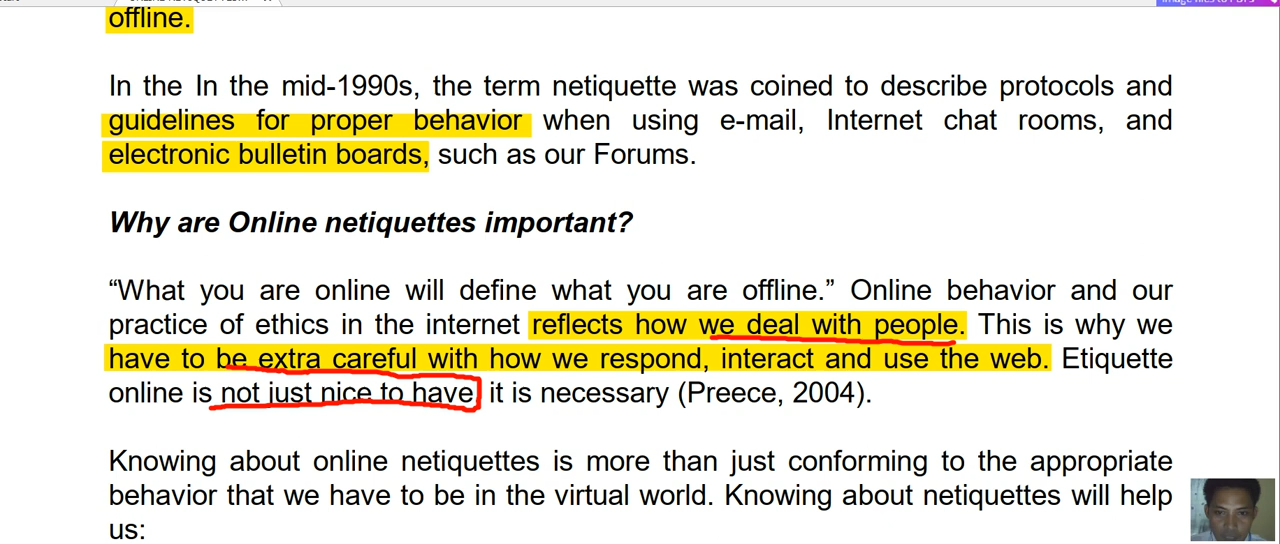 offline.
In the In the mid-1990s, the term netiquette was coined to describe protocols and
guidelines for proper behavior when using e-mail, Internet chat rooms, and
electronic bulletin boards, such as our Forums.
Why are Online netiquettes important?
“What you are online will define what you are offline.” Online behavior and our
practice of ethics in the internet reflects how we deal with people. This is why we
have to be extra careful with how we respond, interact and use the web. Etiquette
online is not just nice to have it is necessary (Preece, 2004).
Knowing about online netiquettes is more than just conforming to the appropriate
behavior that we have to be in the virtual world. Knowing about netiquettes will help
us: